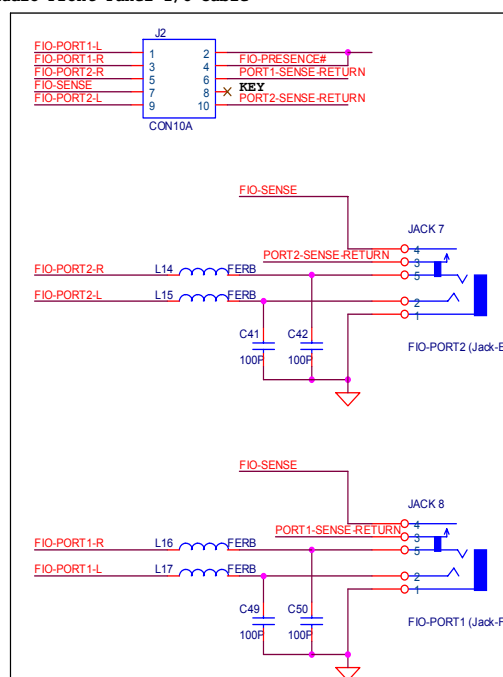 J2
FIO-PORT1-L 1 2
FIO-PORT1-R 3 4 FIO-PRESENCE#
FIO-PORT2-R 5 6 PORT1-SENSE-RETURN
FIO-SENSE 7 8 KEY
FIO-PORT2-L 9 10 PORT2-SENSE-RETURN
CON10A
FIO-SENSE
JACK 7
4
PORT2-SENSE-RETURN 3
FIO-PORT2-R L14 FERB 5
FIO-PORT2-L L15 FERB 2
1
C41 C42
100P 100P
FIO-PORT2 (Jack-E
FIO-SENSE
JACK 8
4
PORT1-SENSE-RETURN 3
FIO-PORT1-R L16 FERB 5
FIO-PORT1-L L17 FERB 2
1
C49 C50
100P 100P
FIO-PORT1 (Jack-F